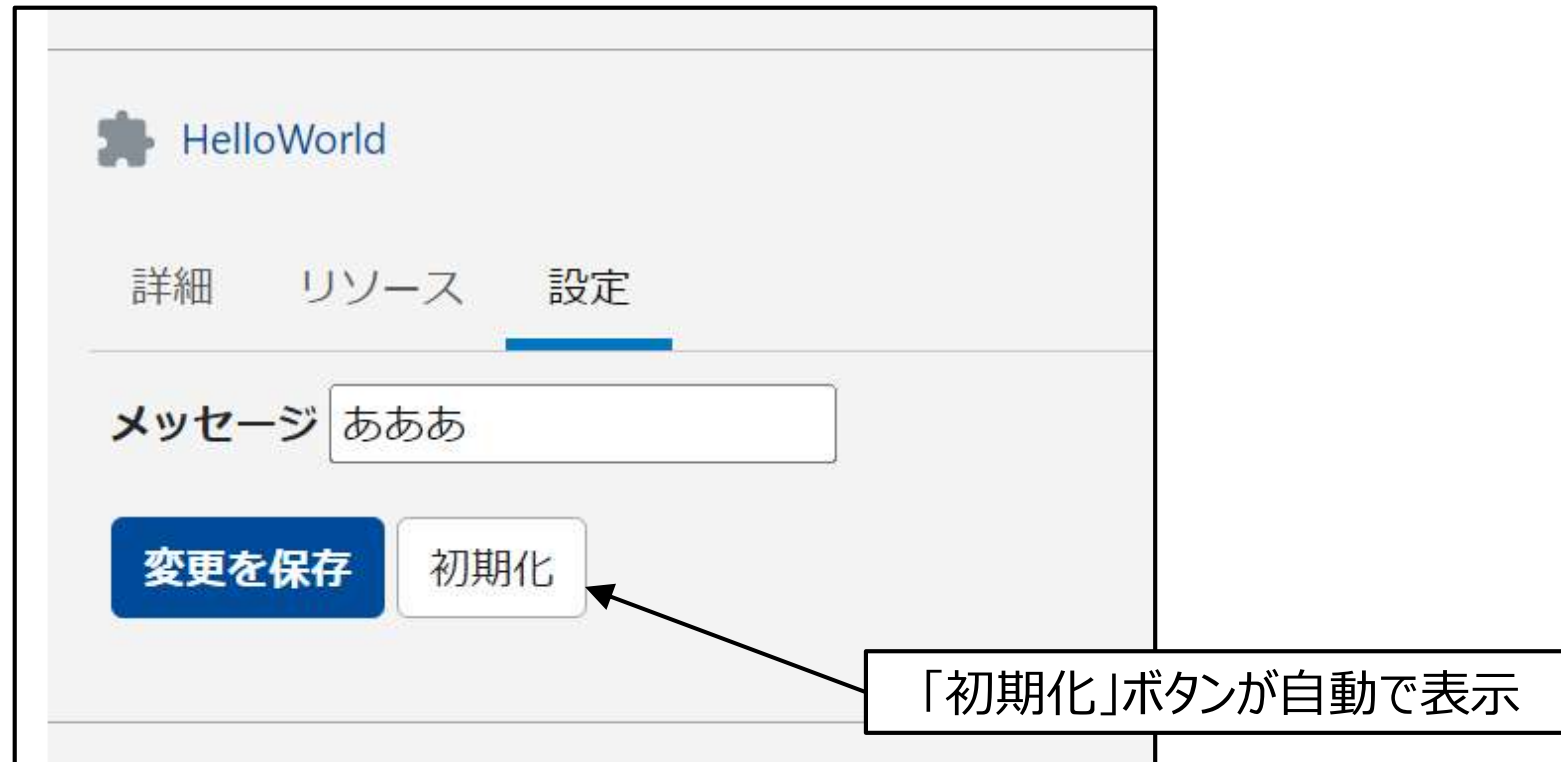 HelloWorld
詳細 リソース 設定
メッセージ あああ
変更を保存 初期化
「初期化」ボタンが自動で表示